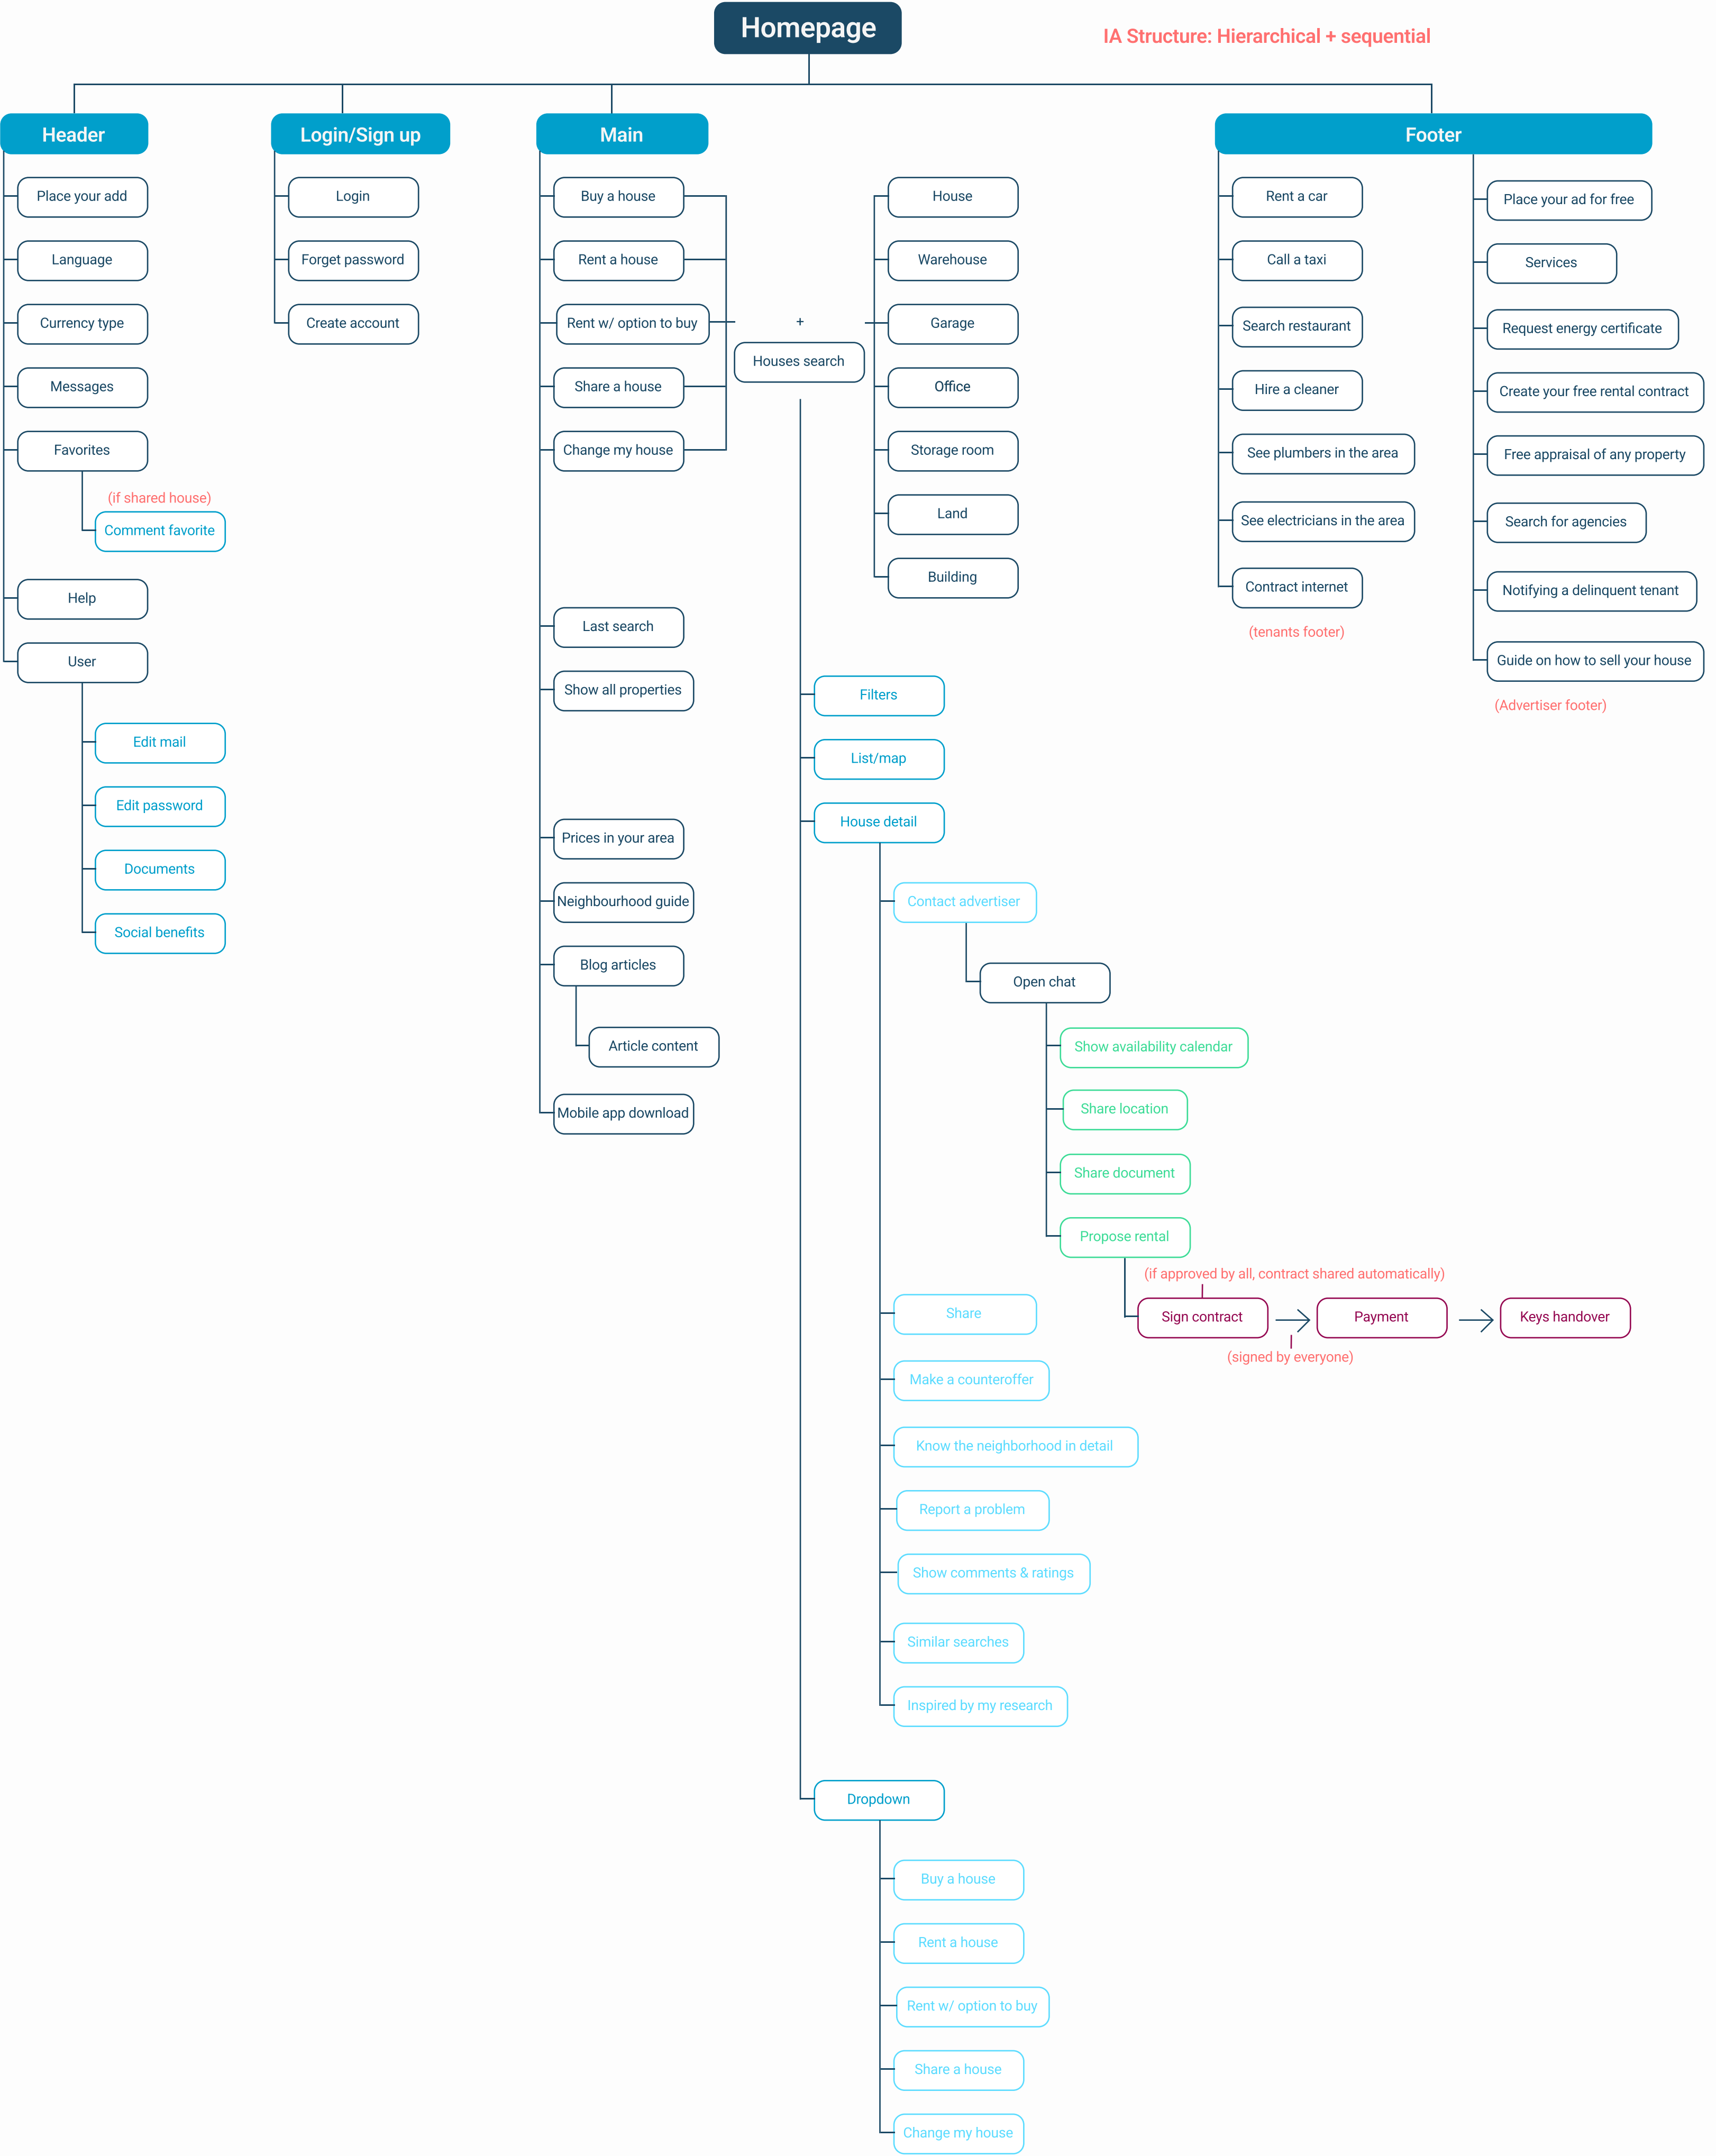 Homepage
IA Structure: Hierarchical + sequential
Header
Place your add
Language
Currency type
Messages
Favorites
(if shared house)
Comment favorite
Help
User
Edit mail
Edit password
Documents
Social benefits
Login/Sign up
Login
Forget password
Create account
Main
Buy a house
Rent a house
Rent w/ option to buy
Share a house
Change my house
+
Houses search
House
Warehouse
Garage
Office
Storage room
Land
Building
Last search
Show all properties
Prices in your area
Neighbourhood guide
Blog articles
Article content
Mobile app download
Filters
List/map
House detail
Contact advertiser
Open chat
Show availability calendar
Share location
Share document
Propose rental
(if approved by all, contract shared automatically)
Sign contract
Payment
Keys handover
(signed by everyone)
Share
Make a counteroffer
Know the neighborhood in detail
Report a problem
Show comments & ratings
Similar searches
Inspired by my research
Dropdown
Buy a house
Rent a house
Rent w/ option to buy
Share a house
Change my house
Footer
Rent a car
Call a taxi
Search restaurant
Hire a cleaner
See plumbers in the area
See electricians in the area
Contract internet
(tenants footer)
Place your ad for free
Services
Request energy certificate
Create your free rental contract
Free appraisal of any property
Search for agencies
Notifying a delinquent tenant
Guide on how to sell your house
(Advertiser footer)